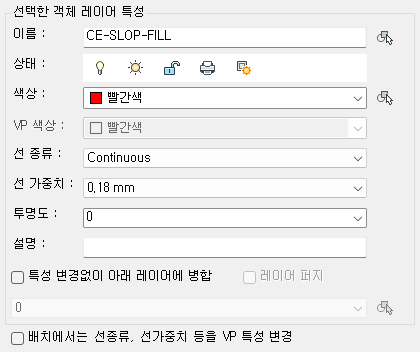 선택한 객체 레이어 특성
이름 : CE-SLOP-FILL
상태 :
색상 : 빨간색
VP 색상 : 빨간색
선 종류 : Continuous
선 가중치 : 0.18 mm
투명도 : 0
설명 :
특성 변경없이 아래 레이어에 병합 레이어 퍼지
0
배치에서는 선종류, 선가중치 등을 VP 특성 변경